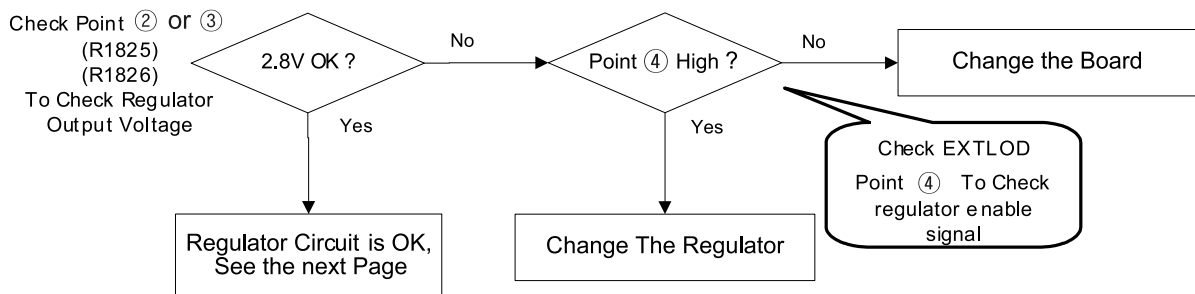 Check Point ② or ③
(R1825)
(R1826)
To Check Regulator
Output Voltage
2.8V OK ?
No
Point ④ High ?
No
Change the Board
Yes
Yes
Check EXTLOD
Point ④ To Check
regulator enable
signal
Regulator Circuit is OK,
See the next Page
Change The Regulator